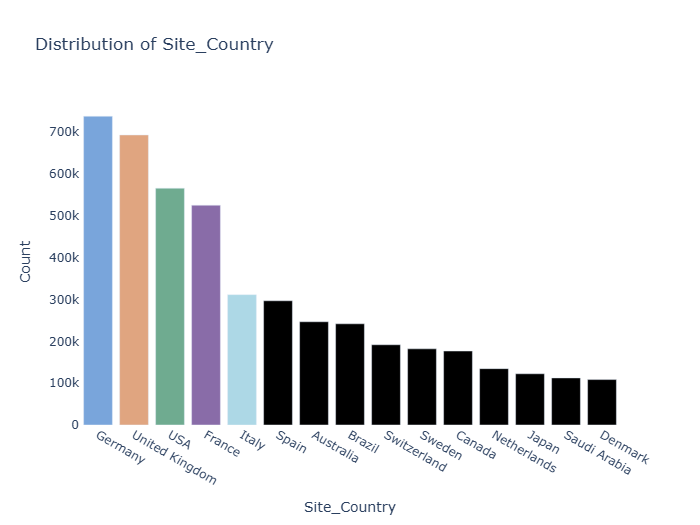 Distribution of Site_Country
Count
700k
600k
500k
400k
300k
200k
100k
0
Germany
United Kingdom
USA
France
Italy
Spain
Australia
Brazil
Switzerland
Sweden
Canada
Netherlands
Japan
Saudi Arabia
Denmark
Site_Country